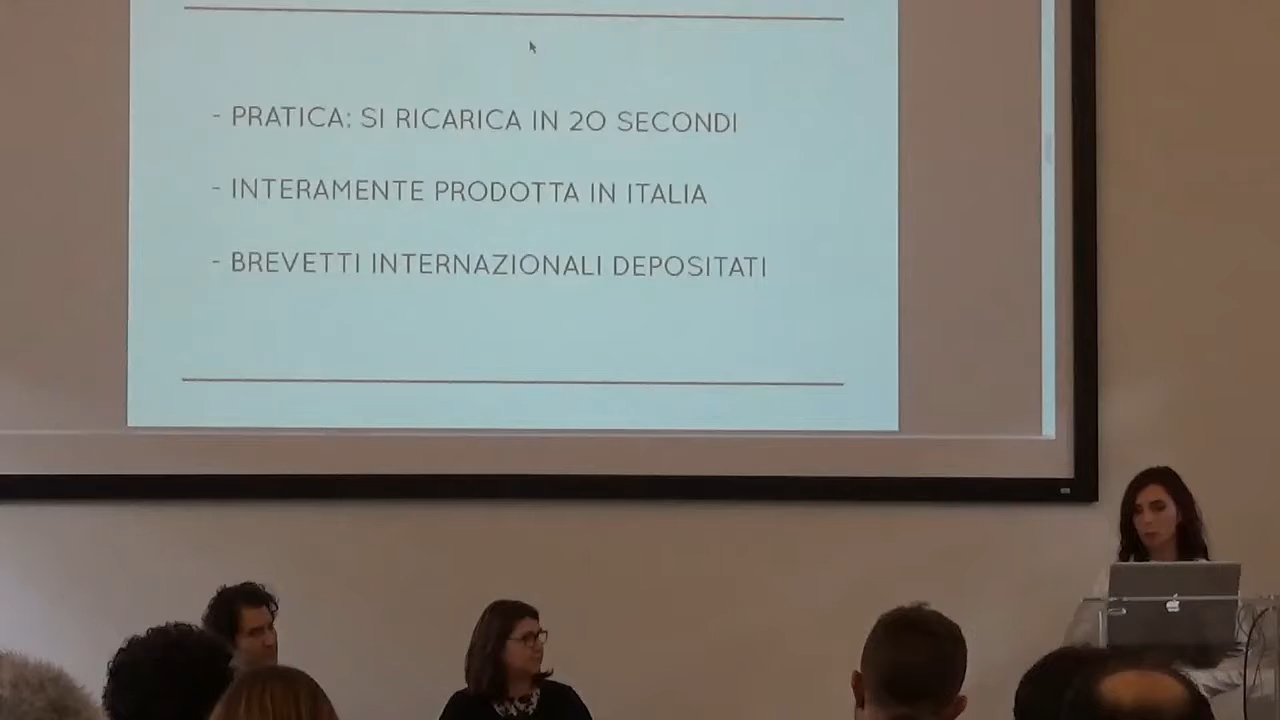 - PRATICA: SI RICARICA IN 20 SECONDI
- INTERAMENTE PRODOTTA IN ITALIA
- BREVETTI INTERNAZIONALI DEPOSITATI